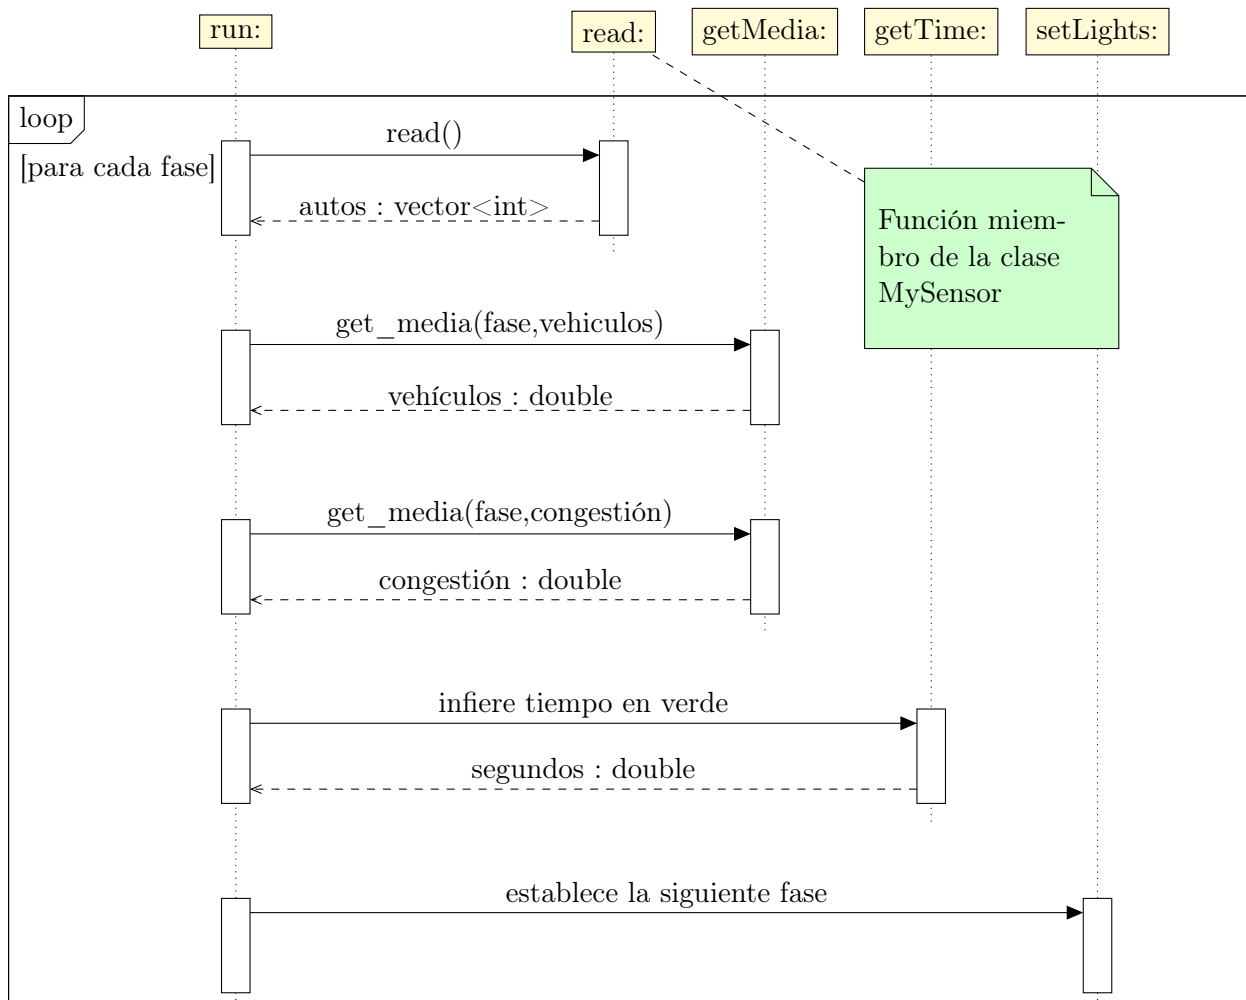 run:
read:
getMedia:
getTime:
setLights:
loop
[para cada fase]
read()
autos : vector<int>
Función miem-
bro de la clase
MySensor
get_media(fase,vehiculos)
vehículos : double
get_media(fase,congestión)
congestión : double
infiere tiempo en verde
segundos : double
establece la siguiente fase